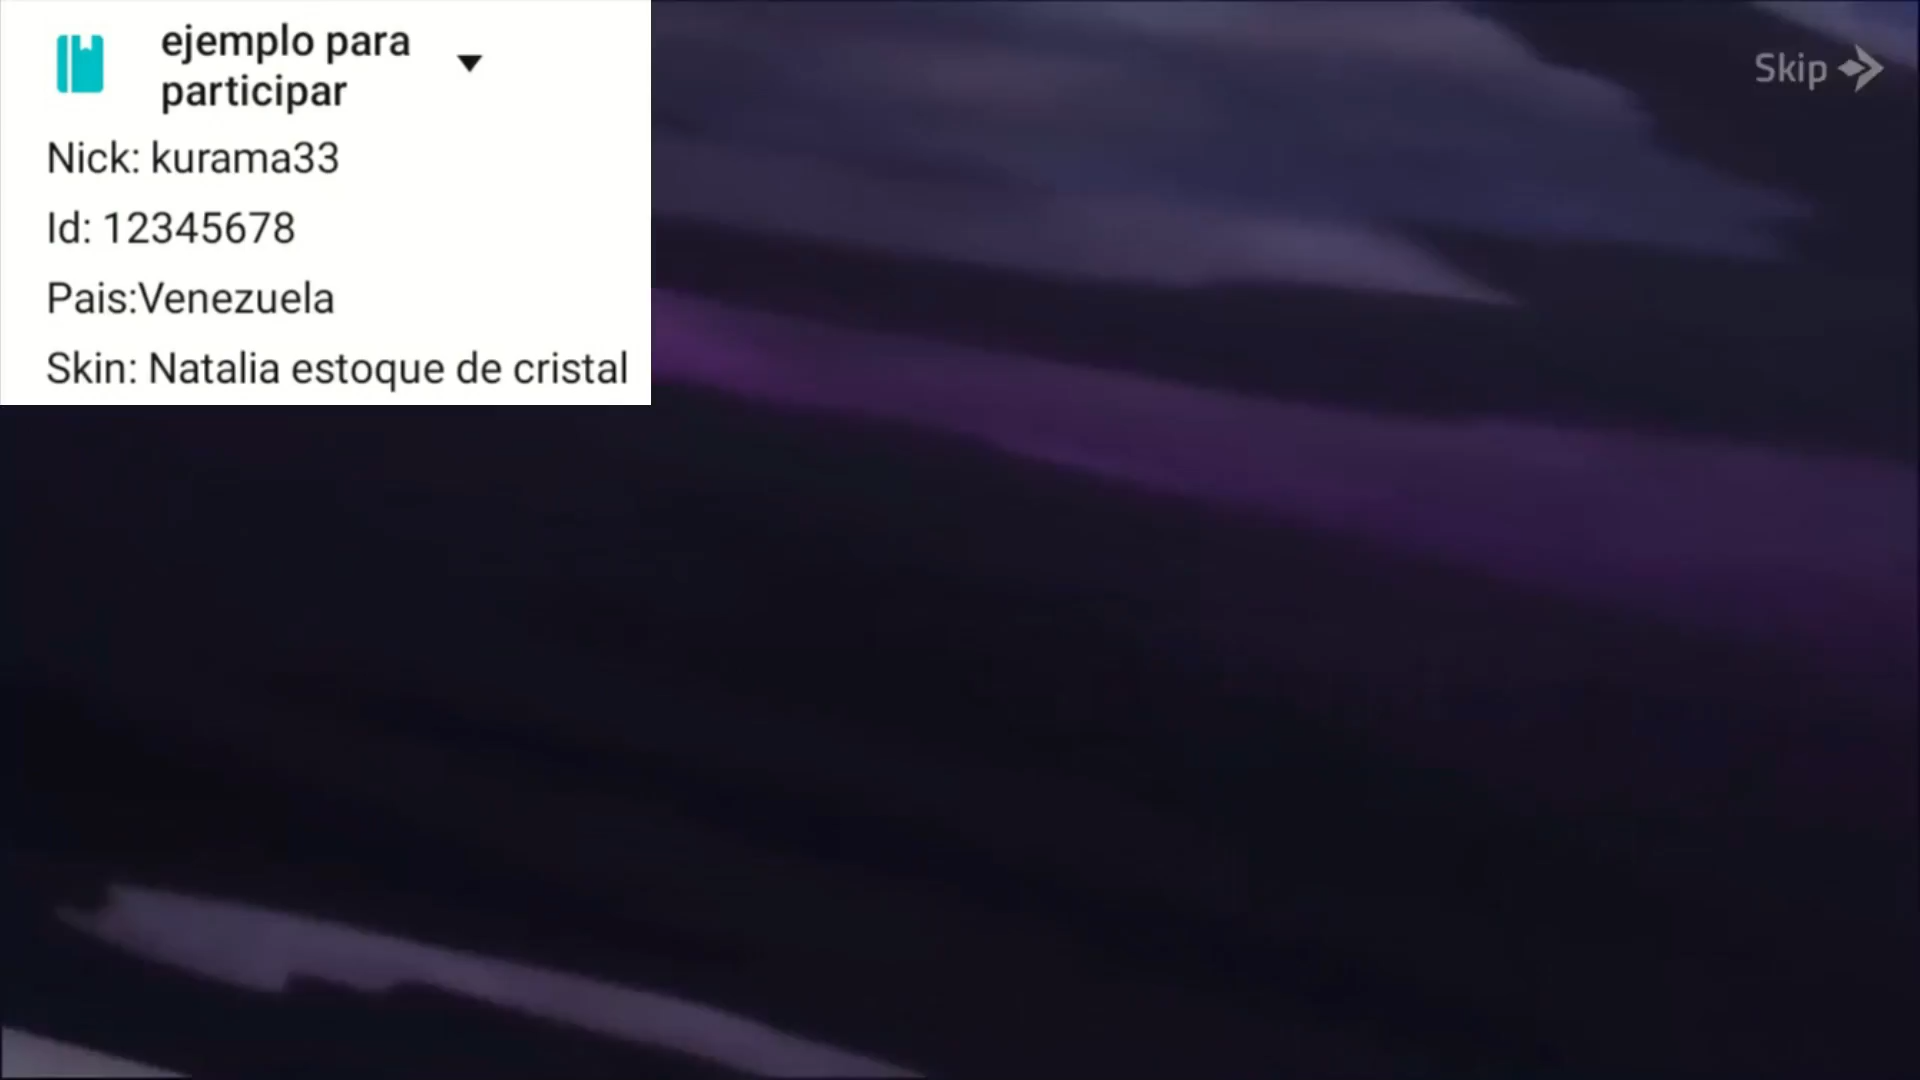 ejemplo para
participar
Nick: kurama33
Id: 12345678
Pais:Venezuela
Skin: Natalia estoque de cristal
Skip